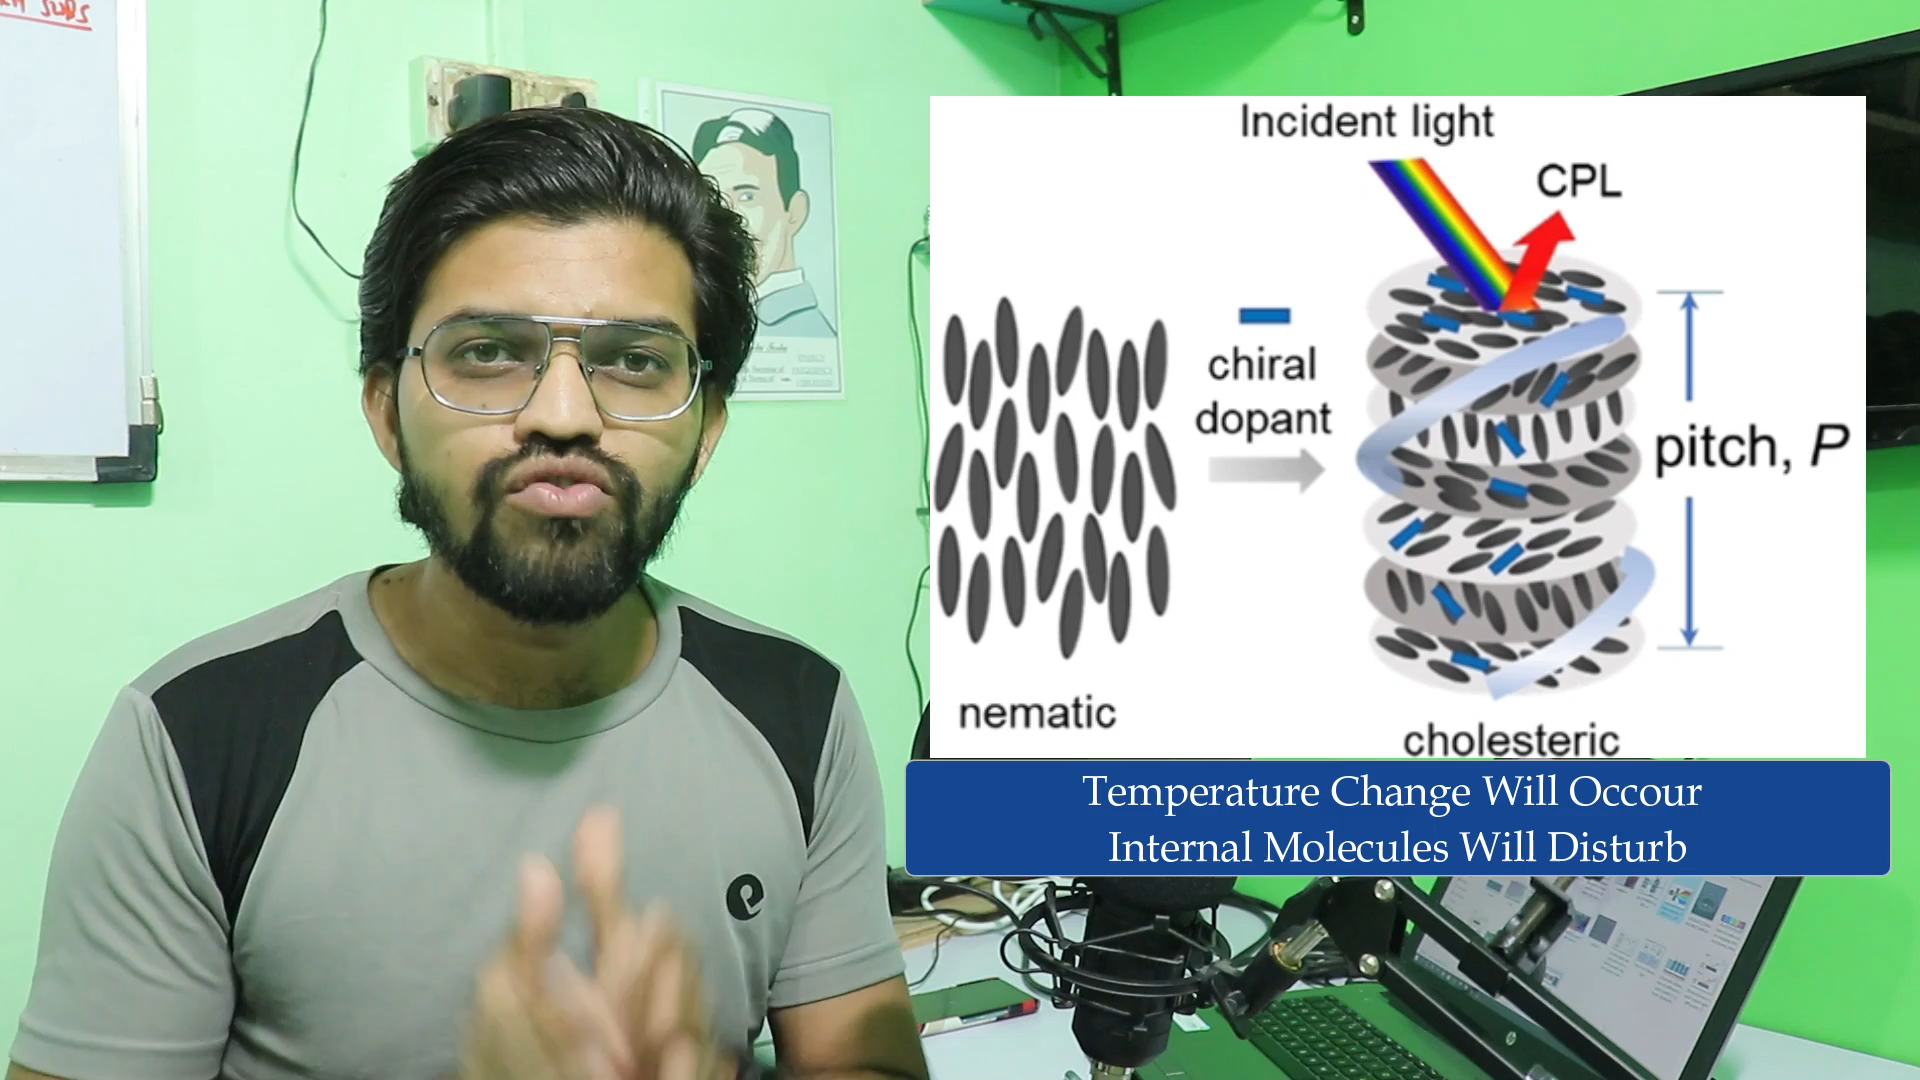 Incident light
CPL
chiral
dopant
pitch, P
nematic
cholesteric
Temperature Change Will Occour
Internal Molecules Will Disturb